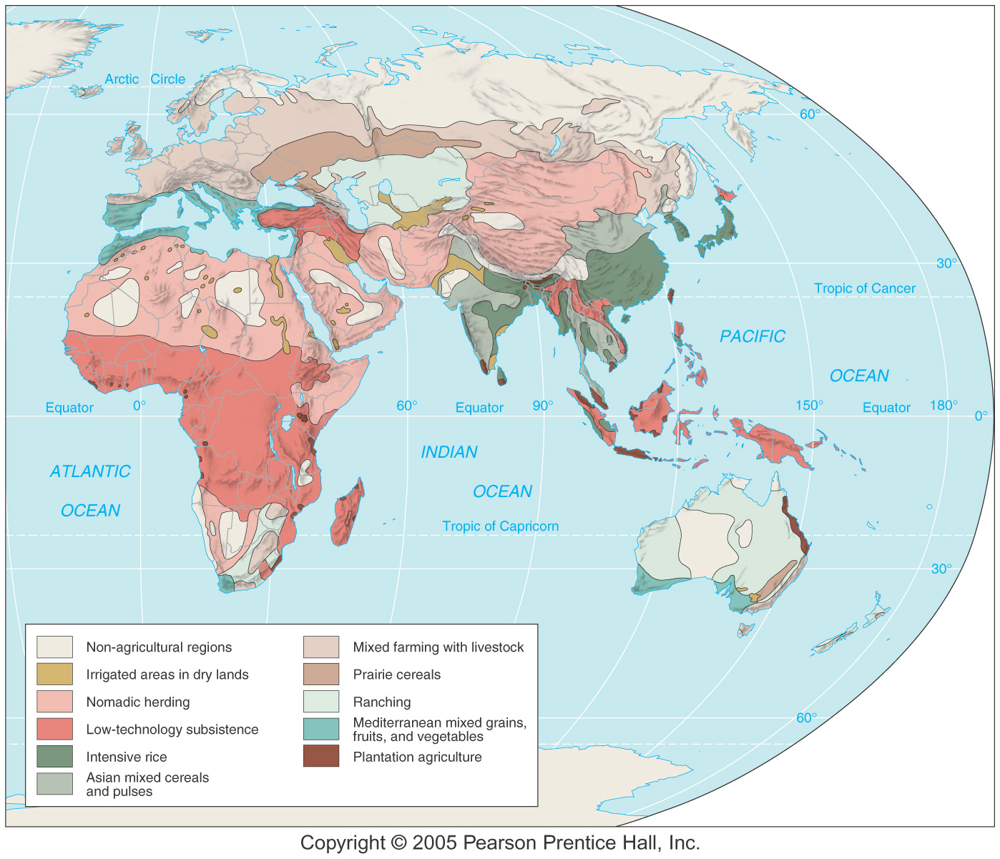 Arctic Circle
60°
30°
Tropic of Cancer
PACIFIC
OCEAN
Equator 0° 60° Equator 90° 150° Equator 180° 0°
INDIAN
OCEAN
ATLANTIC
OCEAN
Tropic of Capricorn
30°
60°
Non-agricultural regions
Irrigated areas in dry lands
Nomadic herding
Low-technology subsistence
Intensive rice
Asian mixed cereals
and pulses
Mixed farming with livestock
Prairie cereals
Ranching
Mediterranean mixed grains,
fruits, and vegetables
Plantation agriculture
Copyright © 2005 Pearson Prentice Hall, Inc.